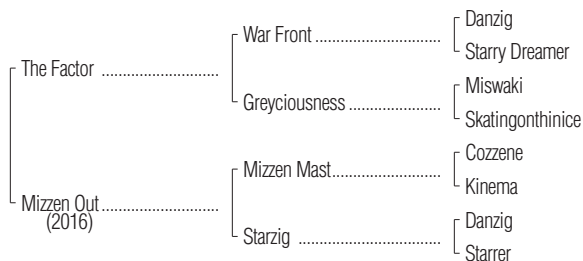 Danzig
War Front
Starry Dreamer
The Factor
Miswaki
Greyciousness
Skatingonthinice
Cozzene
Mizzen Mast
Kinema
Mizzen Out
(2016)
Danzig
Starzig
Starrer